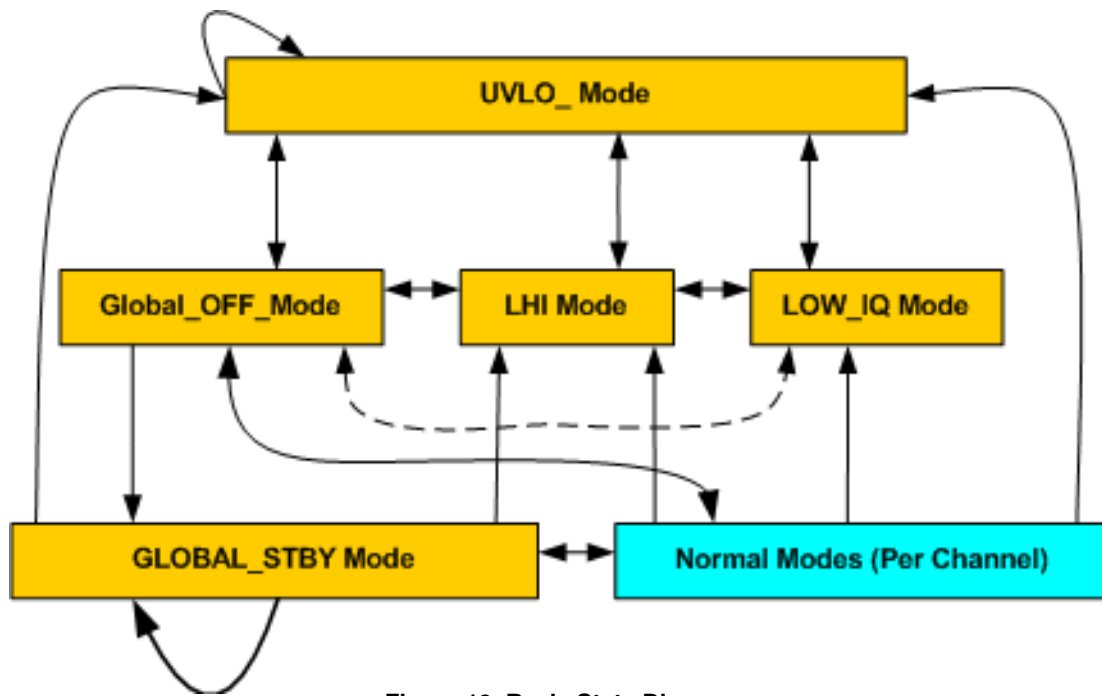 UVLO_ Mode
Global_OFF_Mode
LHI Mode
LOW_IQ Mode
GLOBAL_STBY Mode
Normal Modes (Per Channel)